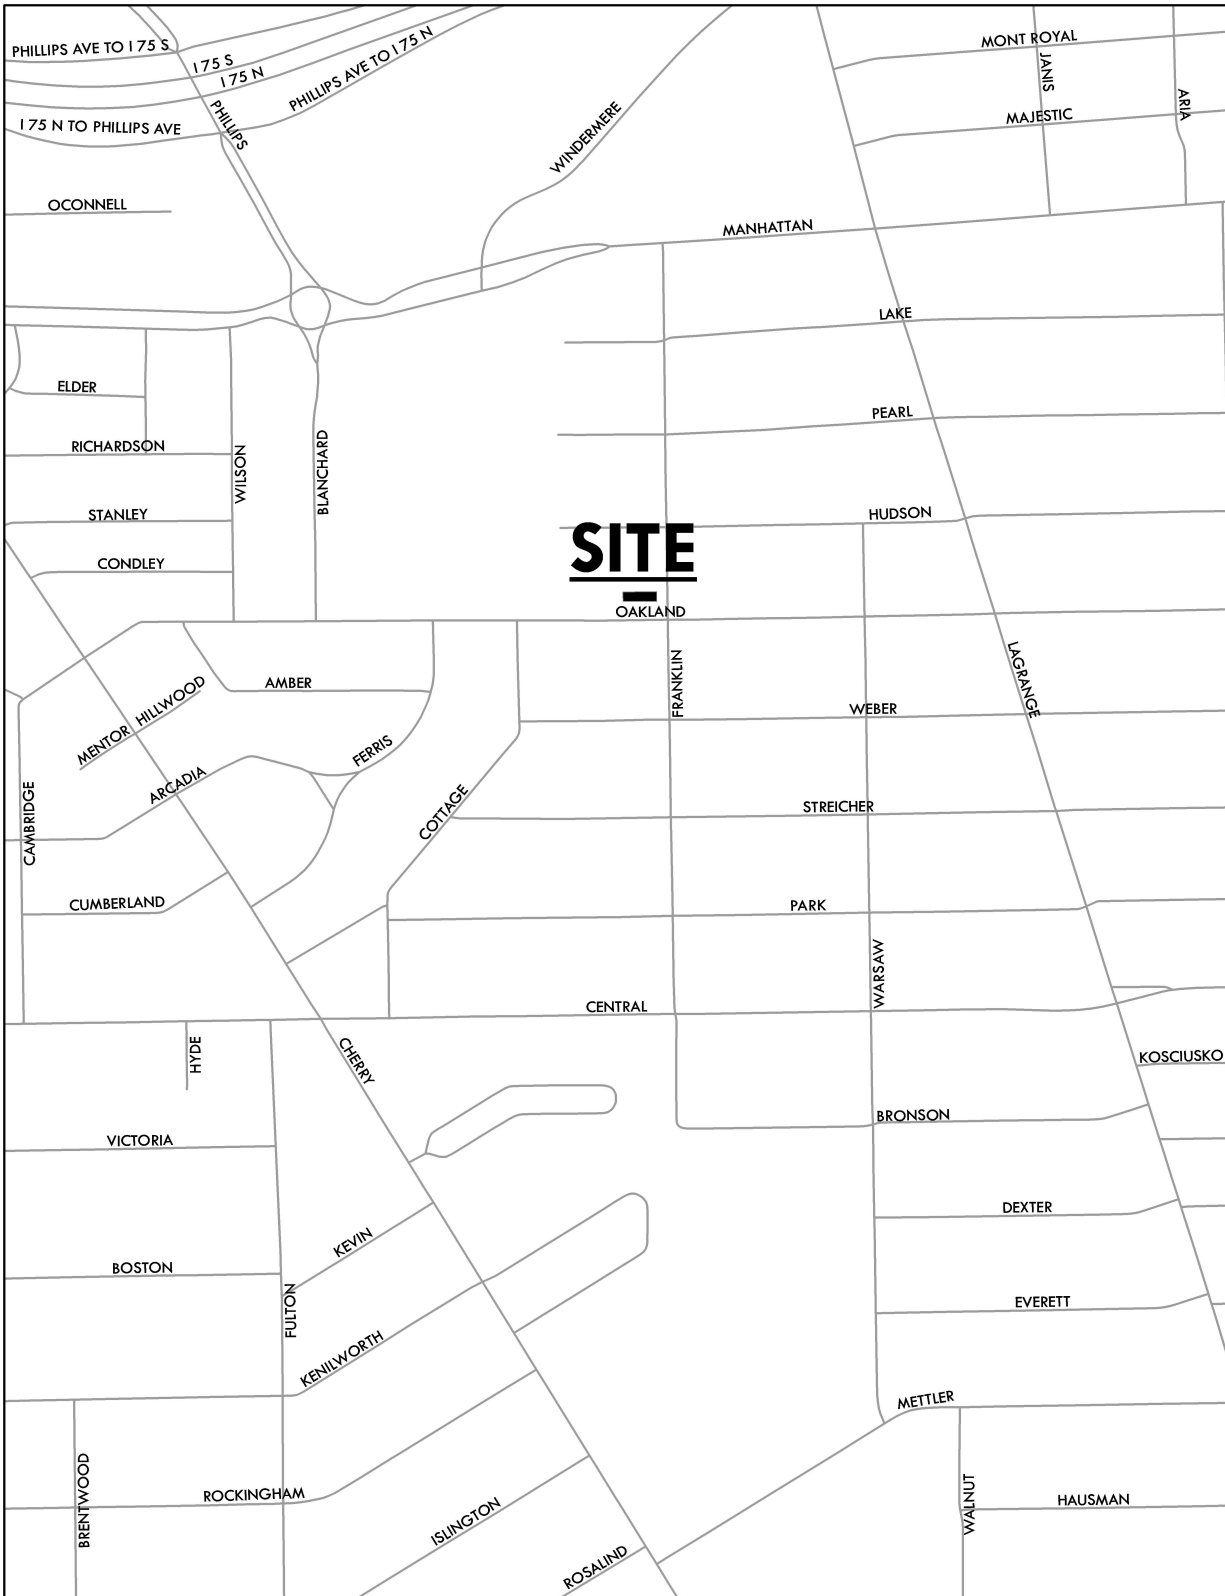 PHILLIPS AVE TO I 75 S
I 75 S
I 75 N
PHILLIPS AVE TO I 75 N
MONT ROYAL
JANIS
ARIA
MAJESTIC
I 75 N TO PHILLIPS AVE
PHILLIPS
WINDERMERE
OCONNELL
MANHATTAN
LAKE
ELDER
PEARL
RICHARDSON
WILSON
BLANCHARD
STANLEY
HUDSON
SITE
CONDLEY
OAKLAND
AMBER
HILLWOOD
MENTOR
FRANKLIN
LAGRANGE
WEBER
FERRIS
ARCADIA
CAMBRIDGE
COTTAGE
STREICHER
CUMBERLAND
PARK
WARSAW
CENTRAL
HYDE
CHERRY
KOSCIUSKO
BRONSON
VICTORIA
DEXTER
KEVIN
BOSTON
FULTON
EVERETT
KENILWORTH
METTLER
BRENTWOOD
ROCKINGHAM
ISLINGTON
WALNUT
HAUSMAN
ROSALIND